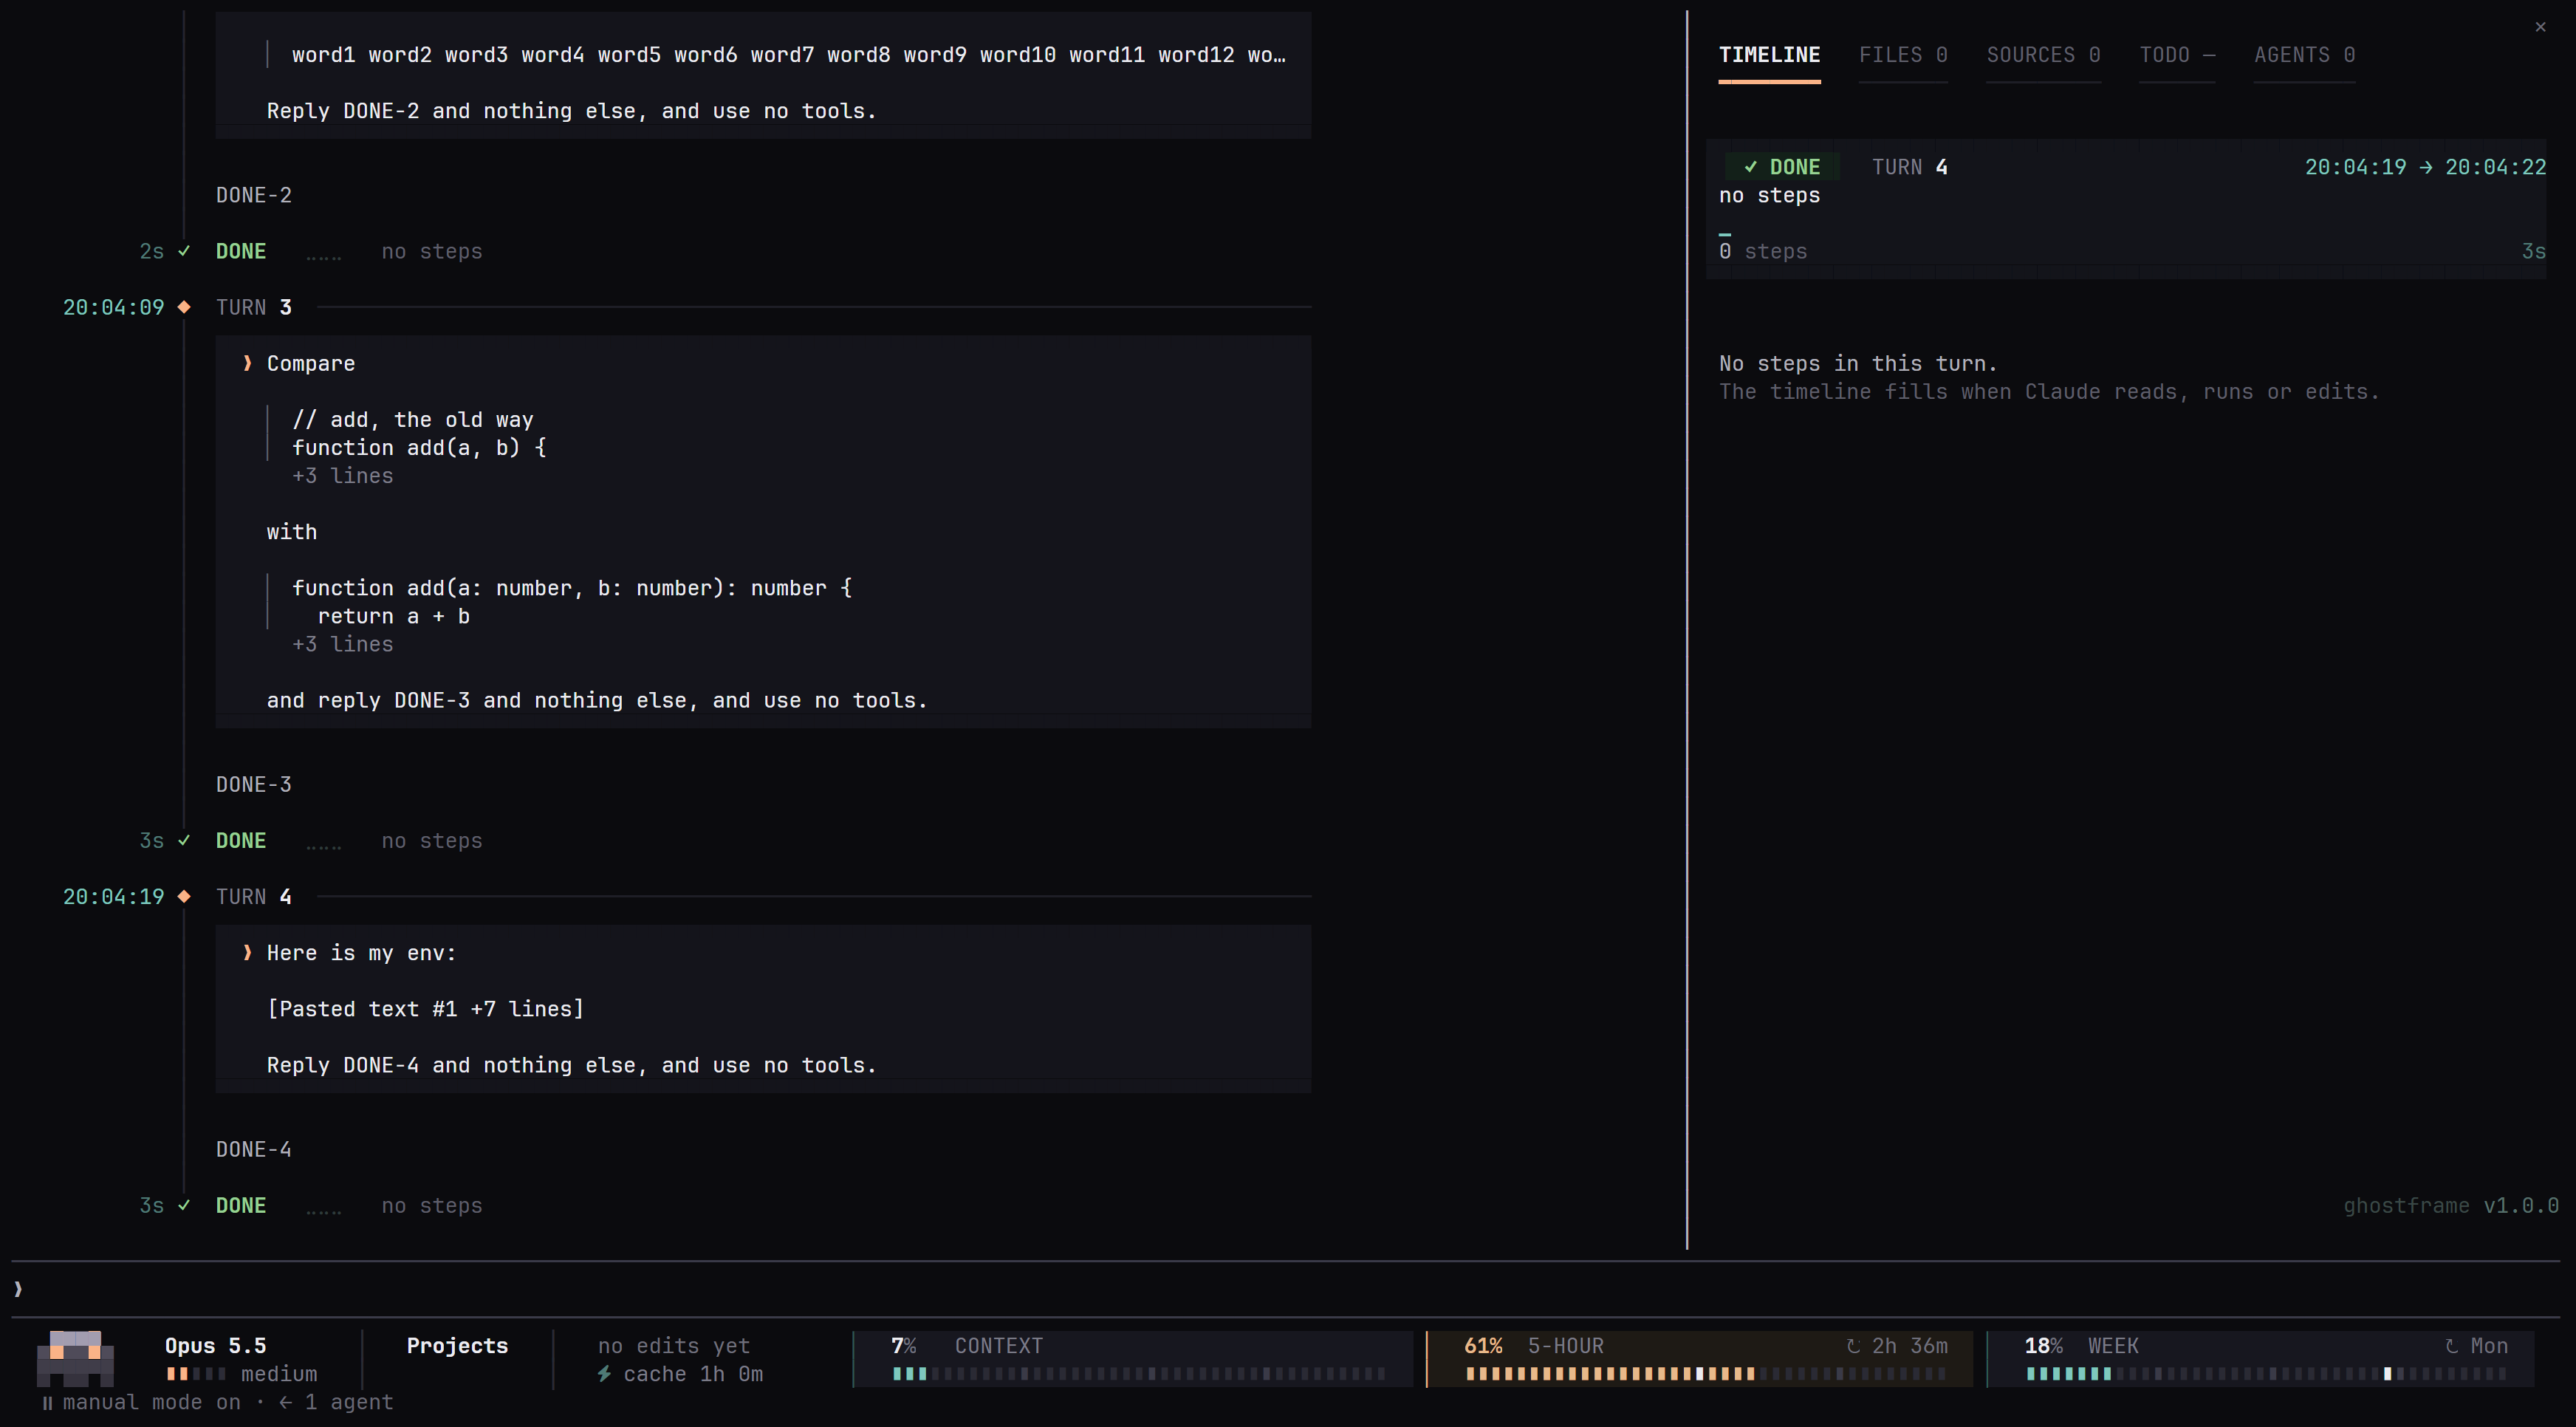 ×
word1 word2 word3 word4 word5 word6 word7 word8 word9 word10 word11 word12 wo…
Reply DONE-2 and nothing else, and use no tools.
DONE-2
2s ✓ DONE …… no steps
20:04:09 ◆ TURN 3
❯ Compare
// add, the old way
function add(a, b) {
+3 lines
with
function add(a: number, b: number): number {
return a + b
+3 lines
and reply DONE-3 and nothing else, and use no tools.
DONE-3
3s ✓ DONE …… no steps
20:04:19 ◆ TURN 4
❯ Here is my env:
[Pasted text #1 +7 lines]
Reply DONE-4 and nothing else, and use no tools.
DONE-4
3s ✓ DONE …… no steps
TIMELINE FILES 0 SOURCES 0 TODO — AGENTS 0
✓ DONE TURN 4 20:04:19 → 20:04:22
no steps
0 steps 3s
No steps in this turn.
The timeline fills when Claude reads, runs or edits.
ghostframe v1.0.0
❯
Opus 5.5 Projects no edits yet 7% CONTEXT 61% 5-HOUR ↻ 2h 36m 18% WEEK ↻ Mon
medium cache 1h 0m
⏸ manual mode on · ← 1 agent